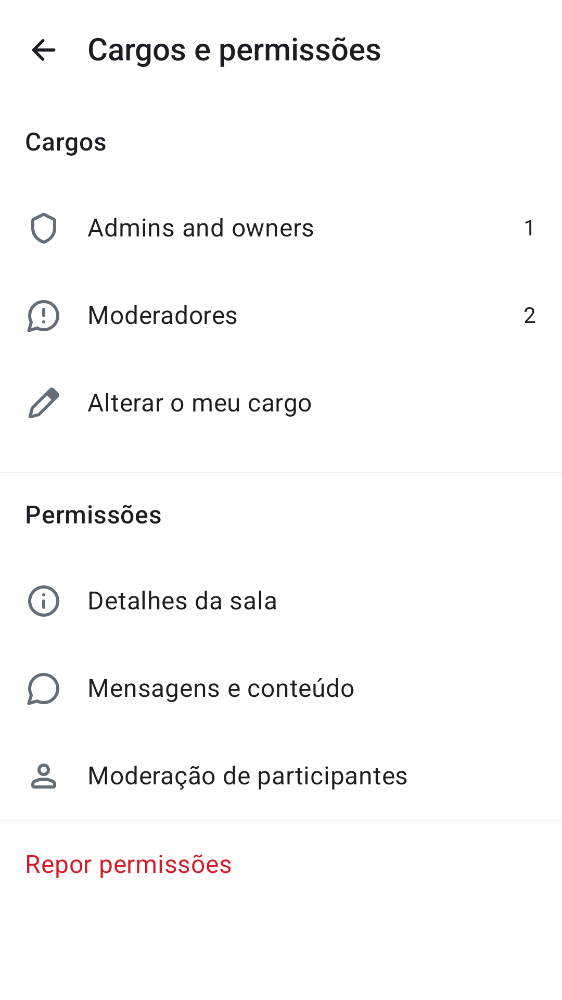 Cargos e permissões
Cargos
Admins and owners 1
Moderadores 2
Alterar o meu cargo
Permissões
Detalhes da sala
Mensagens e conteúdo
Moderação de participantes
Repor permissões